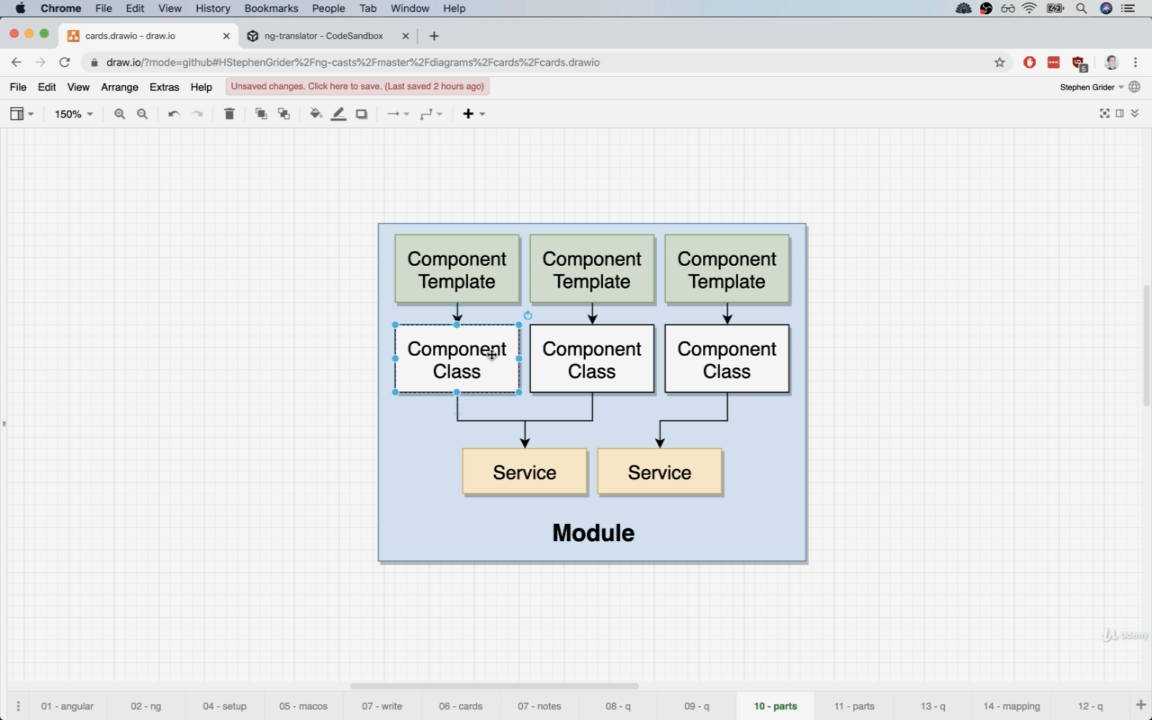 Chrome File Edit View History Bookmarks People Tab Window Help
cards.drawio - draw.io
ng-translator - CodeSandbox
draw.io/?mode=github#HStephenGrider%2Fng-casts%2Fmaster%2Fdiagrams%2Fcards%2Fcards.drawio
File Edit View Arrange Extras Help Unsaved changes. Click here to save. (Last saved 2 hours ago) Stephen Grider
150%
Component
Template
Component
Template
Component
Template
Component
Class
Component
Class
Component
Class
Service
Service
Module
Udemy
01 - angular 02 - ng 04 - setup 05 - macos 07 - write 06 - cards 07 - notes 08 - q 09 - q 10 - parts 11 - parts 13 - q 14 - mapping 12 - q